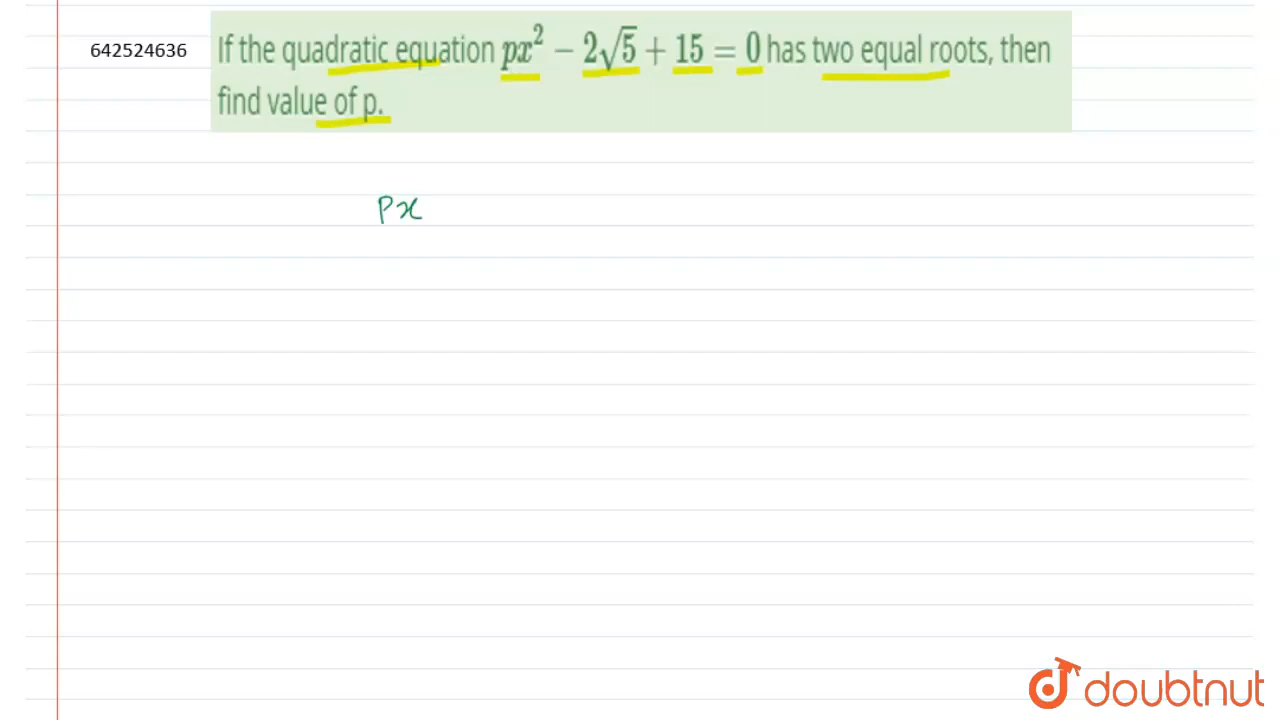 642524636 If the quadratic equation px² − 2√5 + 15 = 0 has two equal roots, then
find value of p.
Px
doubtnut